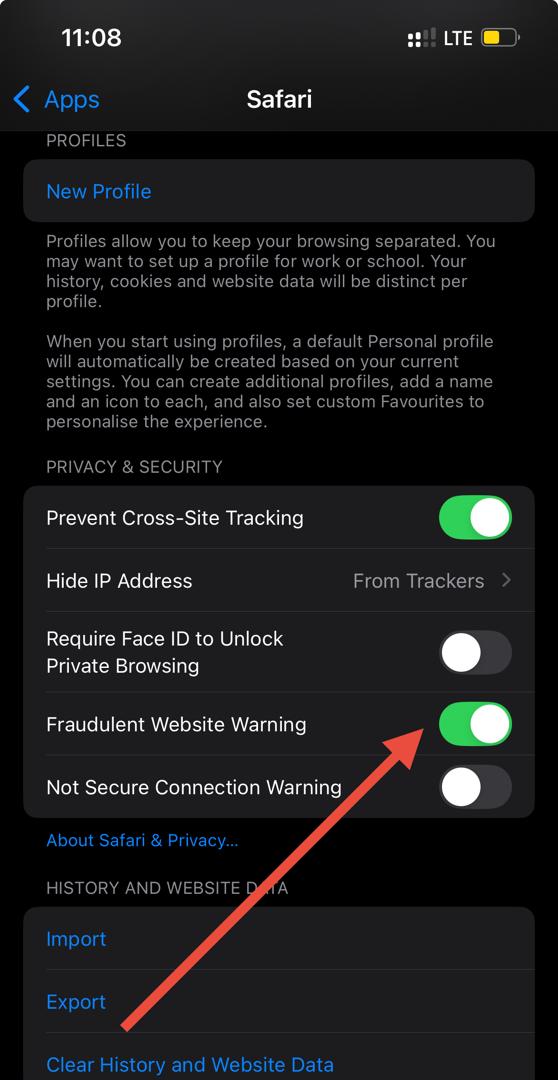 11:08
LTE
Apps
Safari
PROFILES
New Profile
Profiles allow you to keep your browsing separated. You
may want to set up a profile for work or school. Your
history, cookies and website data will be distinct per
profile.
When you start using profiles, a default Personal profile
will automatically be created based on your current
settings. You can create additional profiles, add a name
and an icon to each, and also set custom Favourites to
personalise the experience.
PRIVACY & SECURITY
Prevent Cross-Site Tracking
Hide IP Address From Trackers
Require Face ID to Unlock
Private Browsing
Fraudulent Website Warning
Not Secure Connection Warning
About Safari & Privacy...
HISTORY AND WEBSITE DATA
Import
Export
Clear History and Website Data